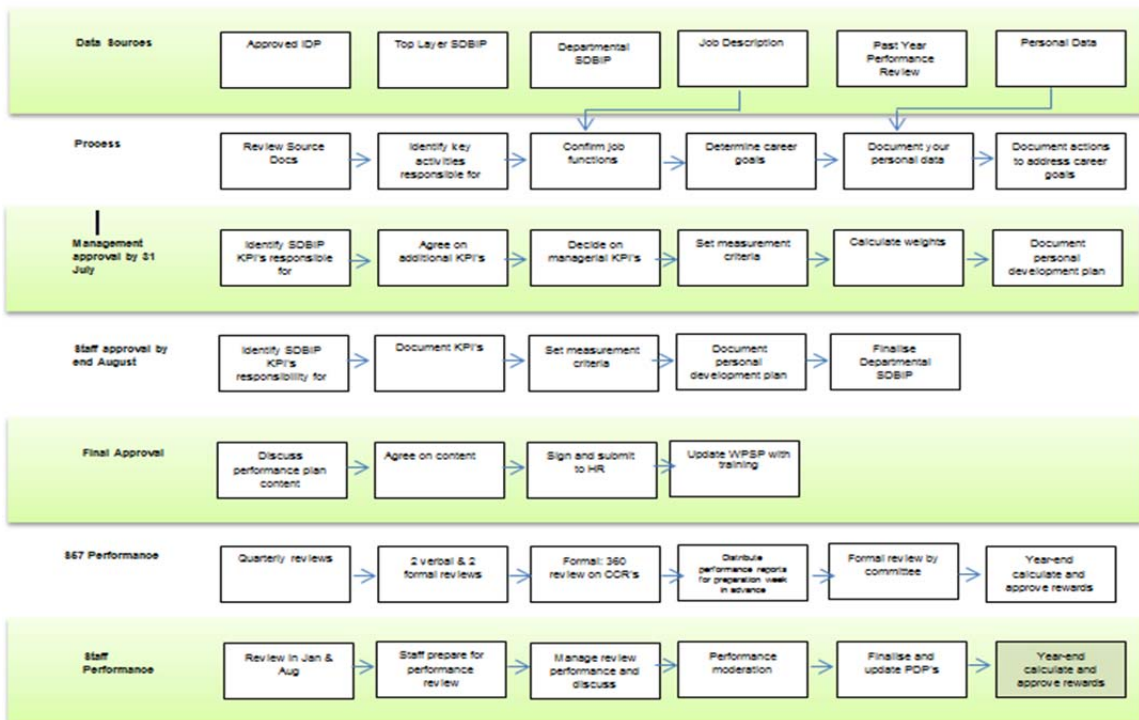 Data Sources
Approved IDP
Top Layer SDBIP
Departmental
SDBIP
Job Description
Past Year
Performance
Review
Personal Data
Process
Review Source
Docs
Identify key
activities
responsible for
Confirm job
functions
Determine career
goals
Document your
personal data
Document actions
to address career
goals
Management
approval by 31
July
Identify SDBIP
KPI's responsible
for
Agree on
additional KPI's
Decide on
managerial KPI's
Set measurement
criteria
Calculate weights
Document
personal
development plan
Staff approval by
end August
Identify SDBIP
KPI's
responsibility for
Document KPI's
Set measurement
criteria
Document
personal
development plan
Finalise
Departmental
SDBIP
Final Approval
Discuss
performance plan
content
Agree on content
Sign and submit
to HR
Update WPSP with
training
S57 Performance
Quarterly reviews
2 verbal & 2
formal reviews
Formal: 360
review on CCR's
Distribute
performance reports
for preparation week
in advance
Formal review by
committee
Year-end
calculate and
approve rewards
Staff
Performance
Review in Jan &
Aug
Staff prepare for
performance
review
Manage review
performance and
discuss
Performance
moderation
Finalise and
update PDP's
Year-end
calculate and
approve rewards